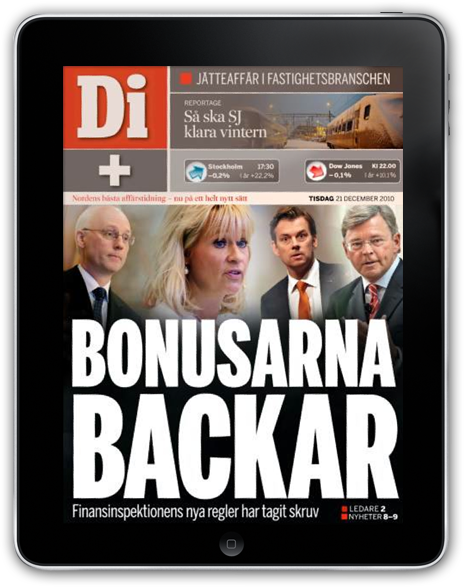 Di
+
JÄTTEAFFÄR I FASTIGHETSBRANSCHEN
REPORTAGE
Så ska SJ
klara vintern
Stockholm 17:30
–0,2% I år +22,2%
Dow Jones Kl 22.00
–0,1% I år +10,1%
Nordens bästa affärstidning – nu på ett helt nytt sätt
TISDAG 21 DECEMBER 2010
BONUSARNA
BACKAR
Finansinspektionens nya regler har tagit skruv
LEDARE 2
NYHETER 8–9